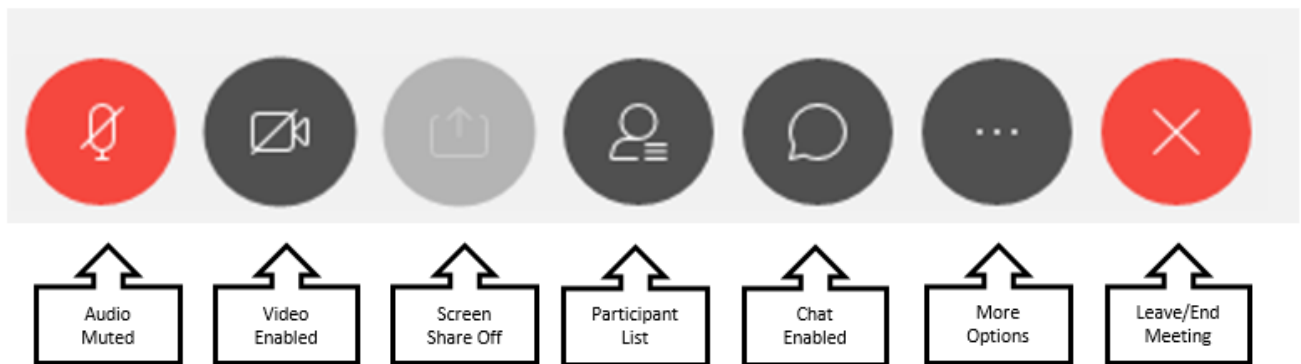 Audio
Muted
Video
Enabled
Screen
Share Off
Participant
List
Chat
Enabled
More
Options
Leave/End
Meeting